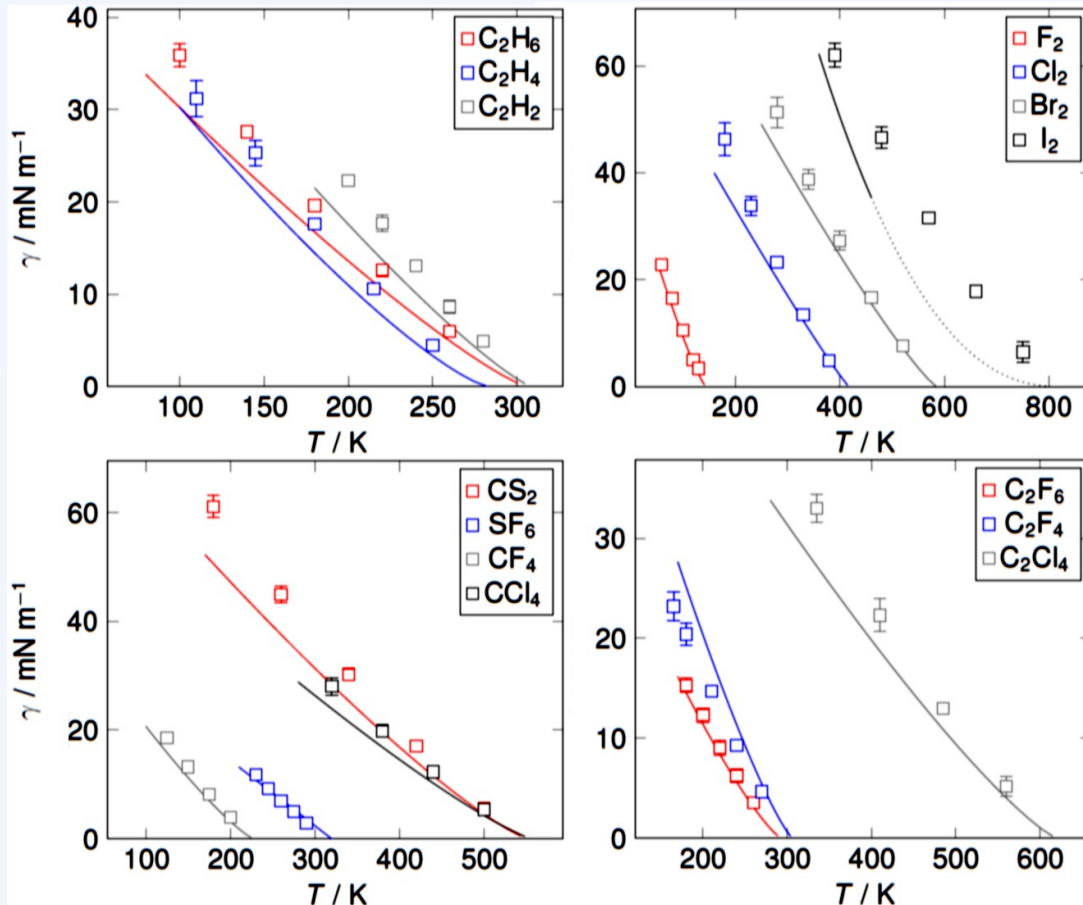 40
30
20
10
0
γ / mN m⁻¹
100 150 200 250 300
T / K
C₂H₆
C₂H₄
C₂H₂
60
40
20
0
200 400 600 800
T / K
F₂
Cl₂
Br₂
I₂
60
40
20
0
γ / mN m⁻¹
100 200 300 400 500
T / K
CS₂
SF₆
CF₄
CCl₄
30
20
10
0
200 300 400 500 600
T / K
C₂F₆
C₂F₄
C₂Cl₄